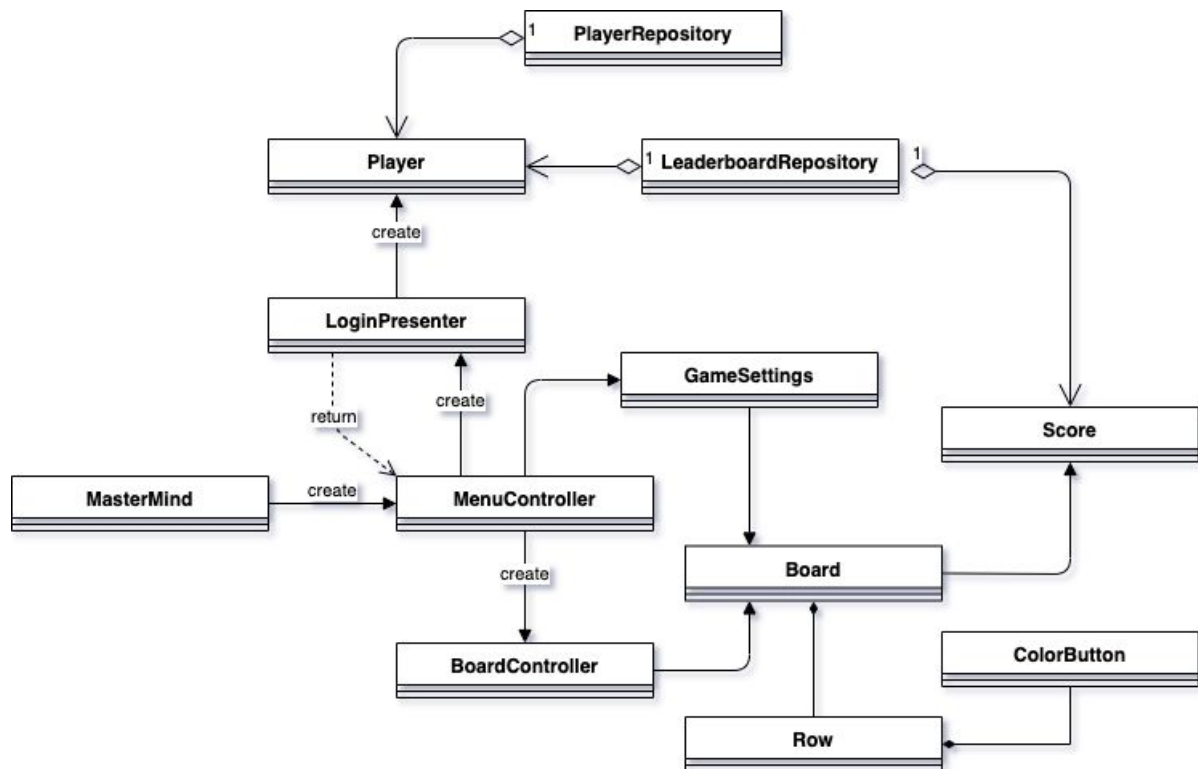 1
PlayerRepository
Player
1
LeaderboardRepository
1
create
LoginPresenter
GameSettings
create
return
Score
MasterMind
create
MenuController
create
Board
BoardController
ColorButton
Row